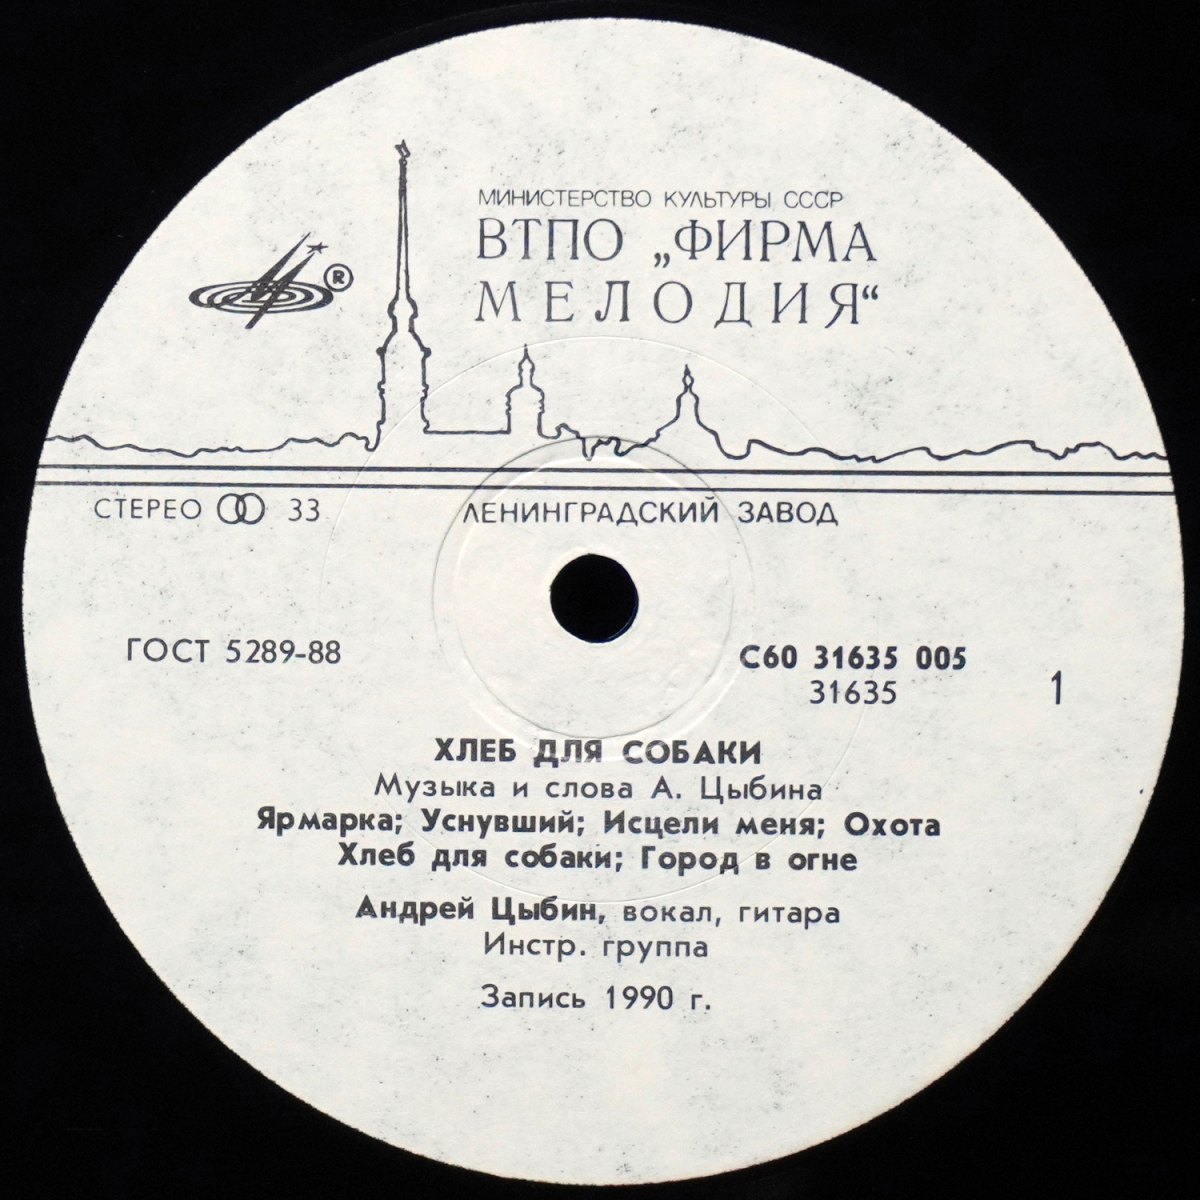 МИНИСТЕРСТВО КУЛЬТУРЫ СССР
ВТПО „ФИРМА
МЕЛОДИЯ“
®
СТЕРЕО 33
ЛЕНИНГРАДСКИЙ ЗАВОД
ГОСТ 5289-88
С60 31635 005
31635
1
ХЛЕБ ДЛЯ СОБАКИ
Музыка и слова А. Цыбина
Ярмарка; Уснувший; Исцели меня; Охота
Хлеб для собаки; Город в огне
Андрей Цыбин, вокал, гитара
Инстр. группа
Запись 1990 г.